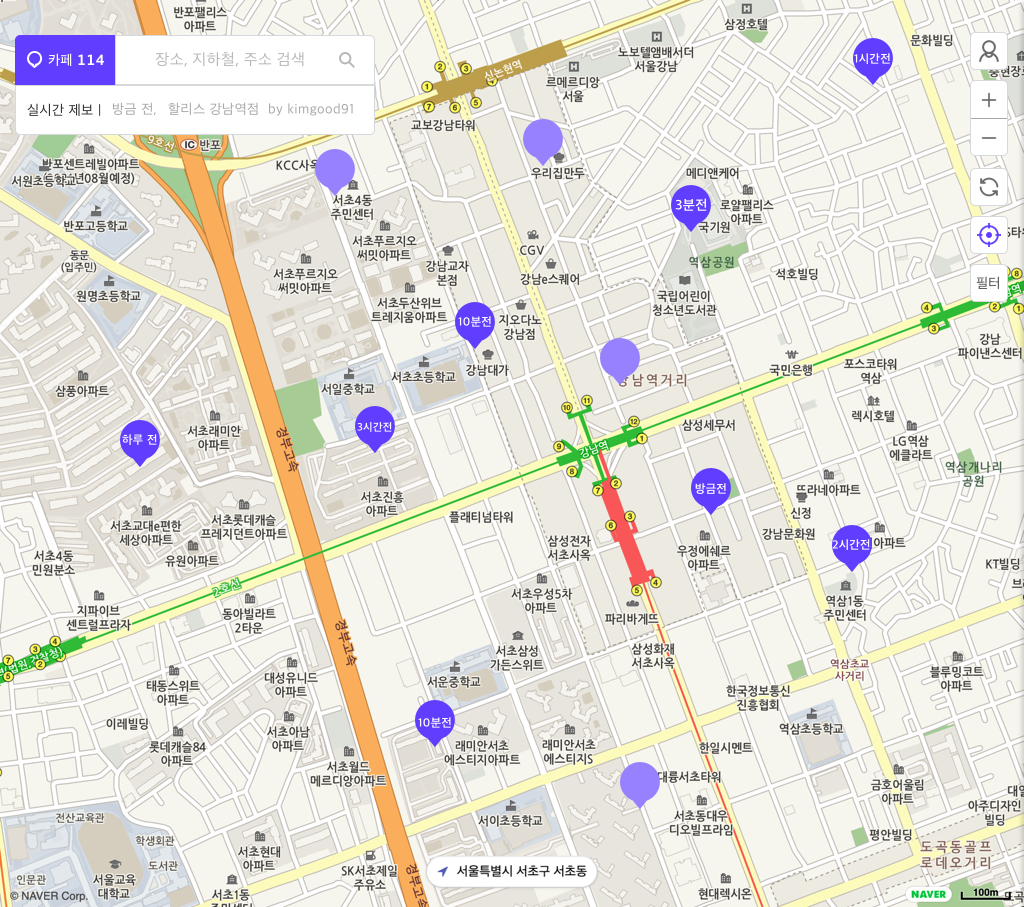 반포팰리스
아파트
삼정호텔
문화빌딩
노보텔앰배서더
서울강남
1시간전
카페 114
장소, 지하철, 주소 검색
신논현역
르메르디앙
서울
실시간 제보 |
방금 전, 할리스 강남역점 by kimgood91
교보강남타워
9호선
IC 반포
반포센트레빌아파트
서원초등학교
KCC사옥
우리집만두
메디앤케어
서초4동
주민센터
3분전
로얄팰리스
아파트
국기원
반포고등학교
서초푸르지오
써밋아파트
CGV
강남교자
본점
강남e스퀘어
역삼공원
석호빌딩
동문
(입주민)
서초푸르지오
써밋아파트
원명초등학교
서초두산위브
트레지움아파트
국립어린이
청소년도서관
필터
10분전
지오다노
강남점
강남
파이낸스센터
서초초등학교
강남대가
국민은행
포스코타워
역삼
삼풍아파트
서일중학교
강남역거리
렉시호텔
하루 전
서초래미안
아파트
3시간전
삼성세무서
LG역삼
에클라트
경부고속
강남역
역삼개나리
공원
서초진흥
아파트
방금전
뜨라네아파트
신정
서초교대e편한
세상아파트
서초롯데캐슬
프레지던트아파트
플래티넘타워
강남문화원
2시간전
아파트
삼성전자
서초사옥
우정에쉐르
아파트
서초4동
민원분소
유원아파트
KT빌딩
2호선
서초우성5차
아파트
지파이브
센트럴프라자
동아빌라트
2타운
파리바게뜨
역삼1동
주민센터
경부고속
서초삼성
가든스위트
삼성화재
서초사옥
역삼초교
사거리
블루밍코트
아파트
태동스위트
아파트
대성유니드
아파트
서운중학교
한국정보통신
진흥협회
이레빌딩
10분전
서초아남
아파트
역삼초등학교
롯데캐슬84
아파트
래미안서초
에스티지아파트
래미안서초
에스티지S
한일시멘트
서초월드
메르디앙아파트
대륭서초타워
금호어울림
아파트
아주디자이너
빌딩
전산교육관
서이초등학교
서초동대우
디오빌프라임
평안빌딩
학생회관
서초현대
아파트
도곡동골프
로데오거리
도서관
인문관
서울교육
대학교
SK서초제일
주유소
서울특별시 서초구 서초동
경부고속
현대렉시온
© NAVER Corp.
서초1동
NAVER
100m